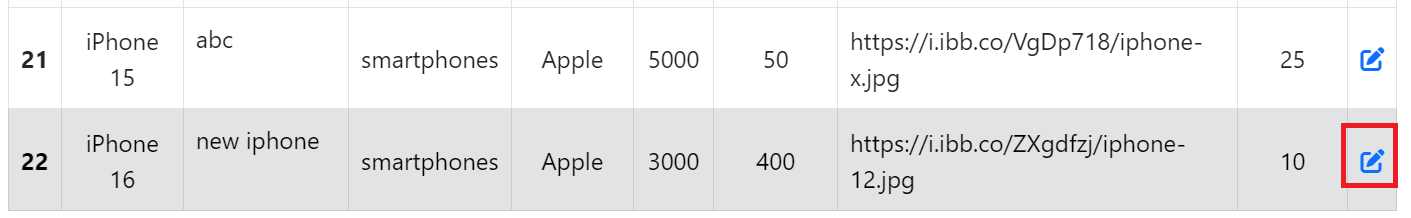 21 iPhone 15 abc smartphones Apple 5000 50 https://i.ibb.co/VgDp718/iphone-x.jpg 25
22 iPhone 16 new iphone smartphones Apple 3000 400 https://i.ibb.co/ZXgdfzj/iphone-12.jpg 10